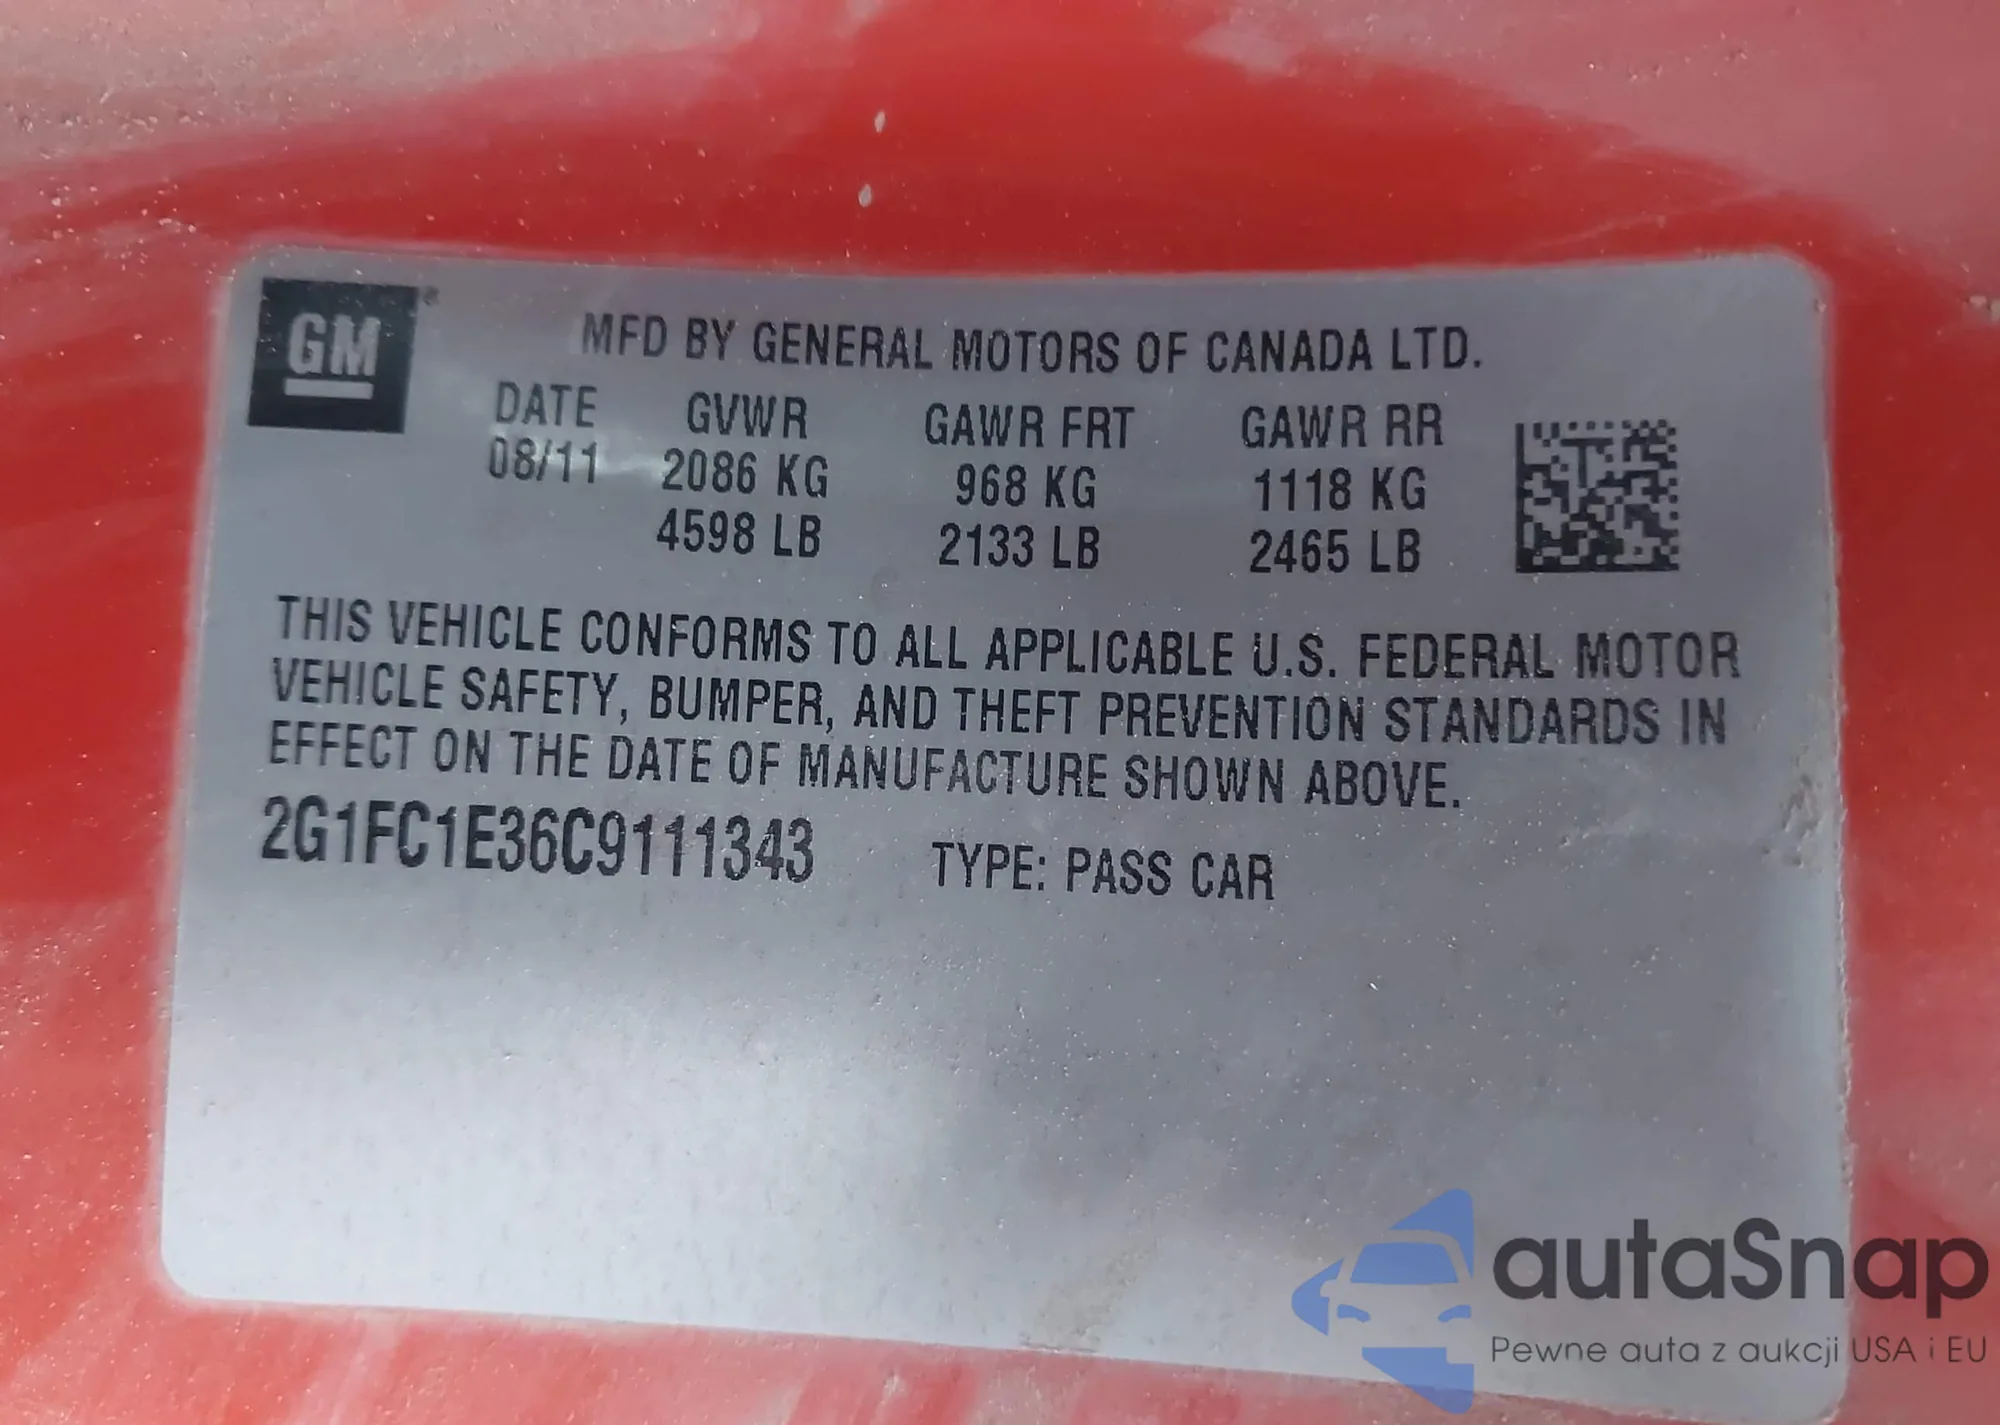 GM
MFD BY GENERAL MOTORS OF CANADA LTD.
DATE GVWR GAWR FRT GAWR RR
08/11 2086 KG 968 KG 1118 KG
4598 LB 2133 LB 2465 LB
THIS VEHICLE CONFORMS TO ALL APPLICABLE U.S. FEDERAL MOTOR
VEHICLE SAFETY, BUMPER, AND THEFT PREVENTION STANDARDS IN
EFFECT ON THE DATE OF MANUFACTURE SHOWN ABOVE.
2G1FC1E36C9111343 TYPE: PASS CAR
autaSnap
Pewne auta z aukcji USA i EU